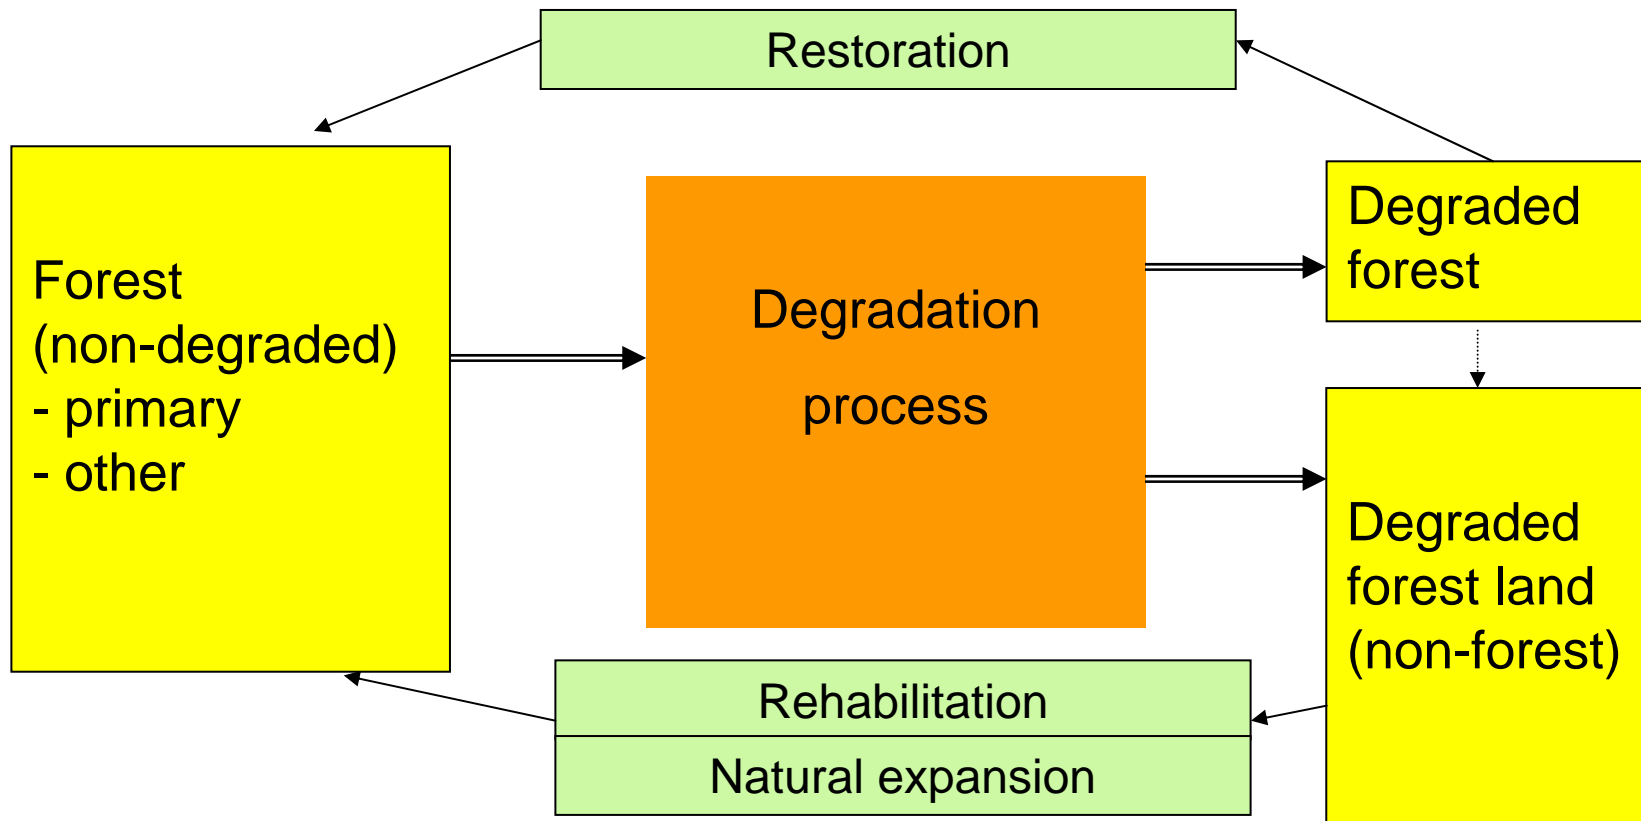 Restoration
Forest
(non-degraded)
- primary
- other
Degradation
process
Degraded
forest
Degraded
forest land
(non-forest)
Rehabilitation
Natural expansion